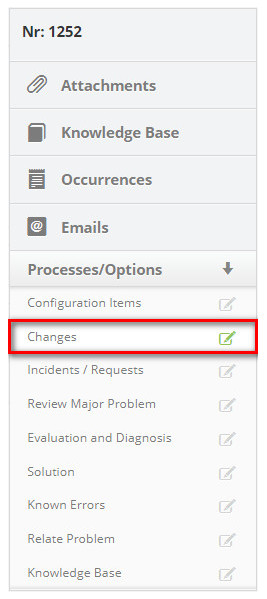 Nr: 1252
Attachments
Knowledge Base
Occurrences
@ Emails
Processes/Options
Configuration Items
Changes
Incidents / Requests
Review Major Problem
Evaluation and Diagnosis
Solution
Known Errors
Relate Problem
Knowledge Base